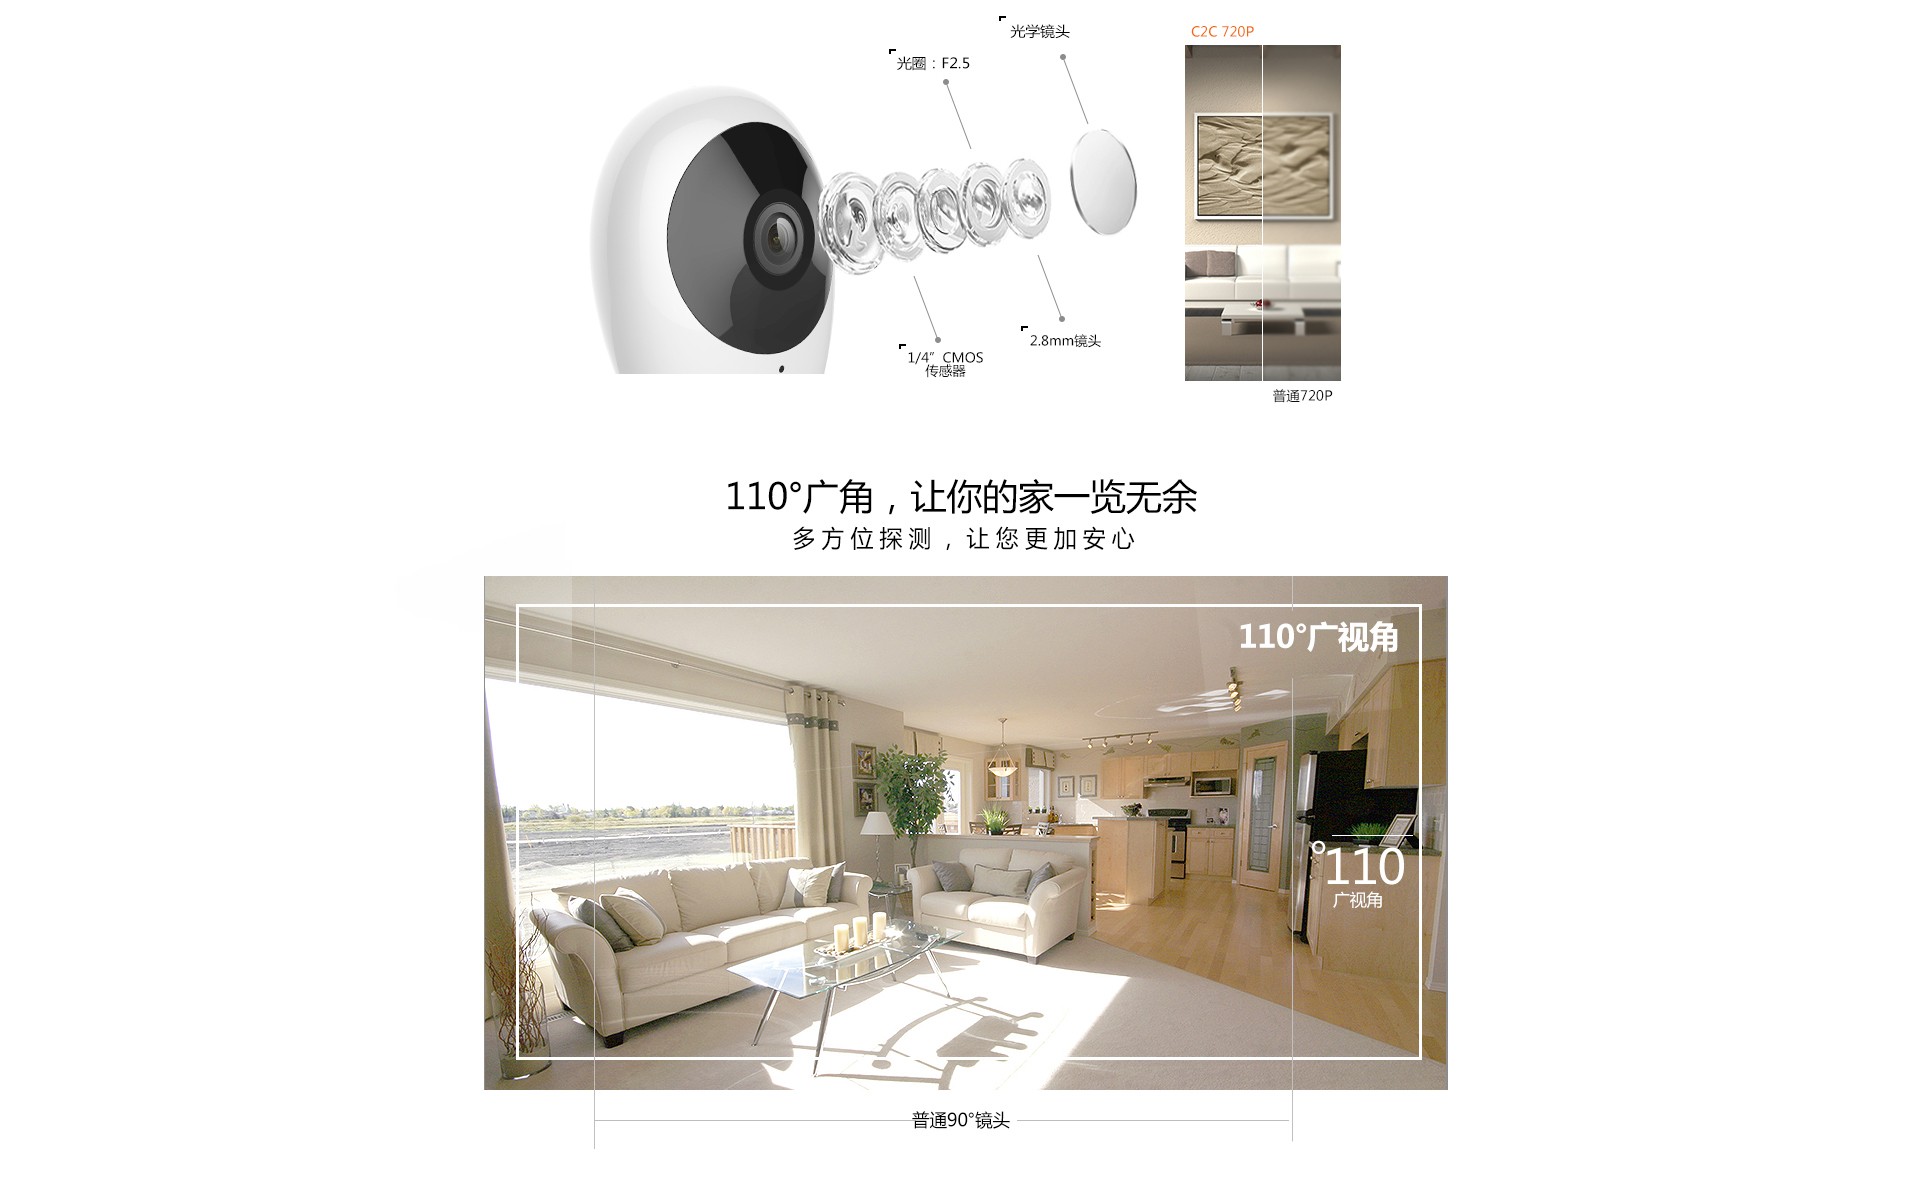 光学镜头
光圈：F2.5
C2C 720P
2.8mm镜头
1/4” CMOS
传感器
普通720P
110°广角，让你的家一览无余
多方位探测，让您更加安心
110°广视角
°110
广视角
普通90°镜头